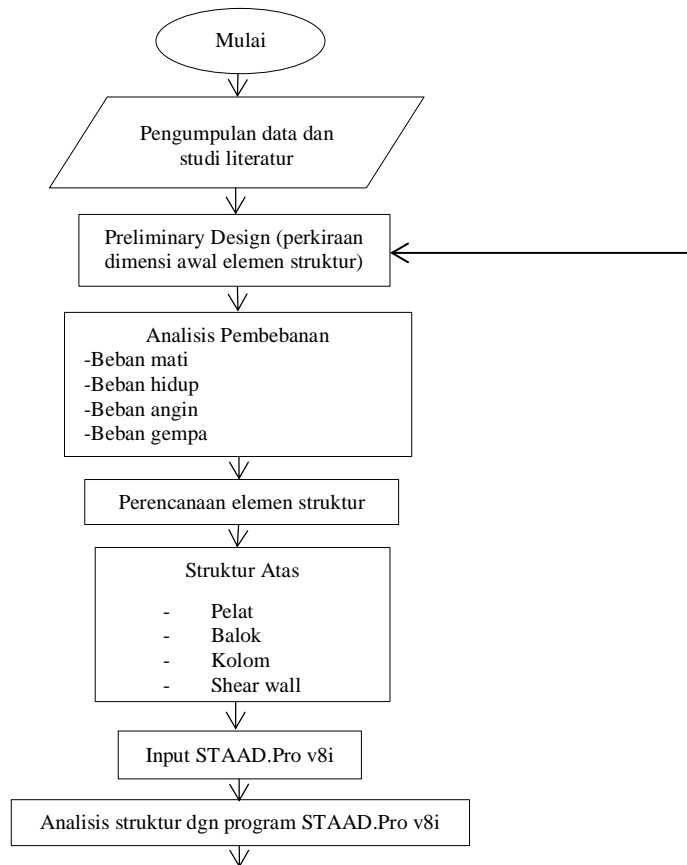 Mulai
Pengumpulan data dan
studi literatur
Preliminary Design (perkiraan
dimensi awal elemen struktur)
Analisis Pembebanan
-Beban mati
-Beban hidup
-Beban angin
-Beban gempa
Perencanaan elemen struktur
Struktur Atas
- Pelat
- Balok
- Kolom
- Shear wall
Input STAAD.Pro v8i
Analisis struktur dgn program STAAD.Pro v8i